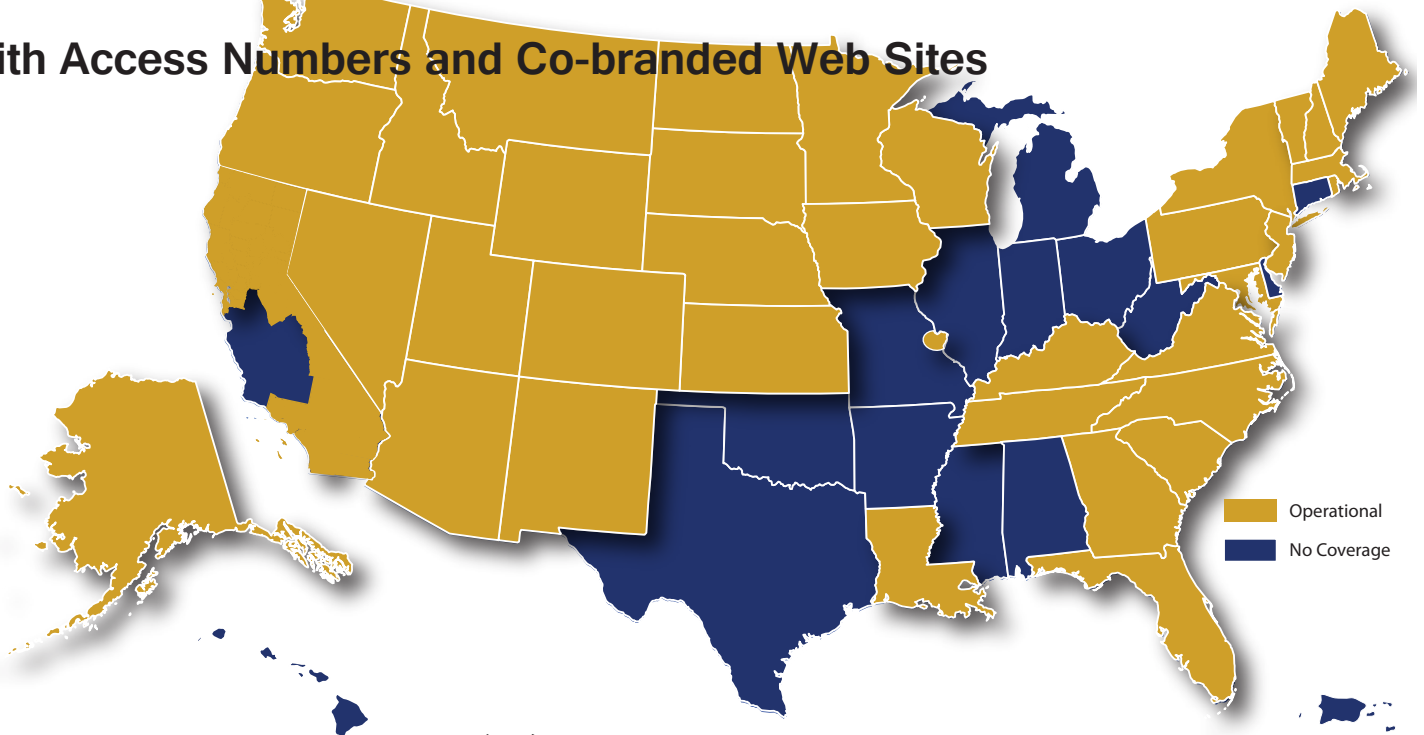 ith Access Numbers and Co-branded Web Sites
Operational
No Coverage